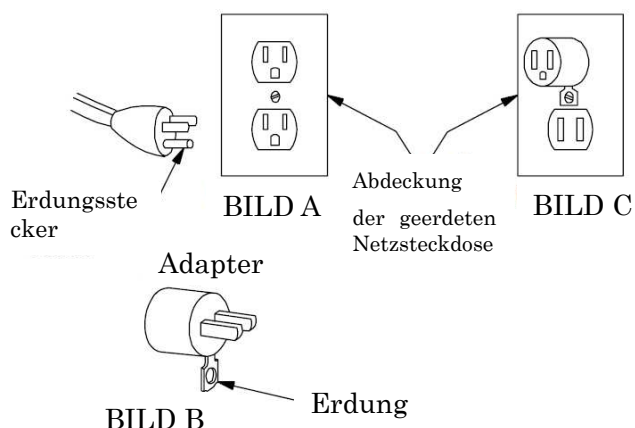 Erdungsste
cker
BILD A
Abdeckung
der geerdeten
Netzsteckdose
BILD C
Adapter
Erdung
BILD B